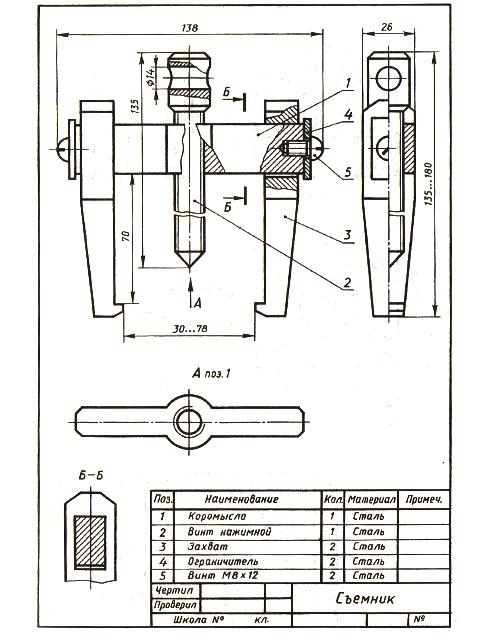 138
26
Ø14
135
Б
1
4
5
Б
70
3
135...180
2
А
30...78
А поз.1
Б–Б
Поз. Наименование Кол. Материал Примеч.
1 Коромысло 1 Сталь
2 Винт нажимной 1 Сталь
3 Захват 2 Сталь
4 Ограничитель 2 Сталь
5 Винт М8×12 2 Сталь
Чертил
Съемник
Проверил
Школа № кл. №